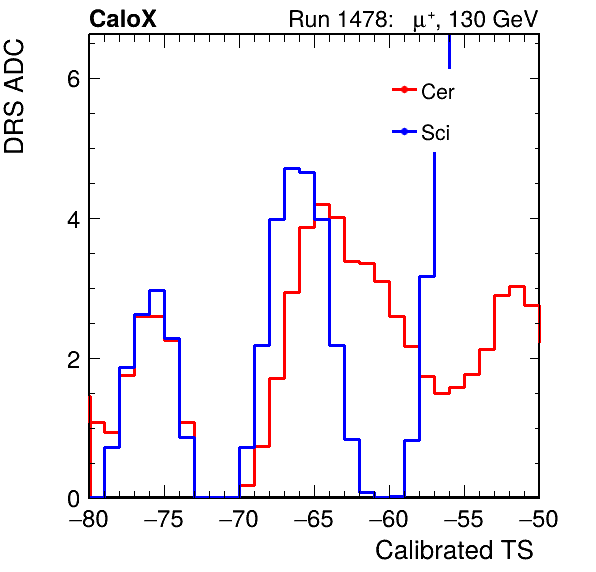 CaloX Run 1478: μ⁺, 130 GeV
DRS ADC
6
Cer
Sci
4
2
0
−80 −75 −70 −65 −60 −55 −50
Calibrated TS